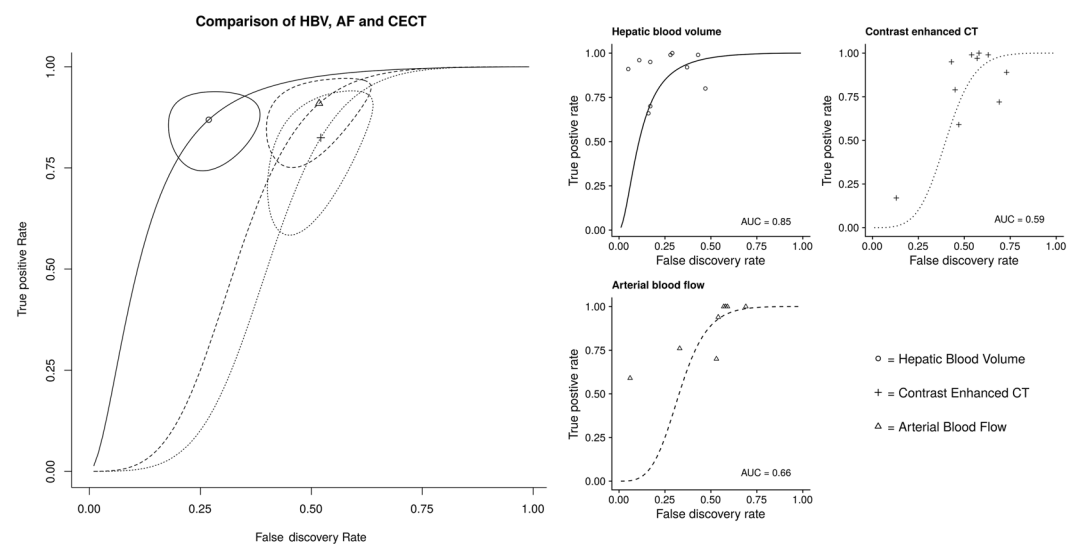 Comparison of HBV, AF and CECT
True positive Rate
1.00
0.75
0.50
0.25
0.00
0.00 0.25 0.50 0.75 1.00
False discovery Rate
Hepatic blood volume
True postive rate
1.00
0.75
0.50
0.25
0.00
AUC = 0.85
0.00 0.25 0.50 0.75 1.00
False discovery rate
Contrast enhanced CT
True postive rate
1.00
0.75
0.50
0.25
0.00
AUC = 0.59
0.00 0.25 0.50 0.75 1.00
False discovery rate
Arterial blood flow
True postive rate
1.00
0.75
0.50
0.25
0.00
AUC = 0.66
0.00 0.25 0.50 0.75 1.00
False discovery rate
= Hepatic Blood Volume
= Contrast Enhanced CT
= Arterial Blood Flow